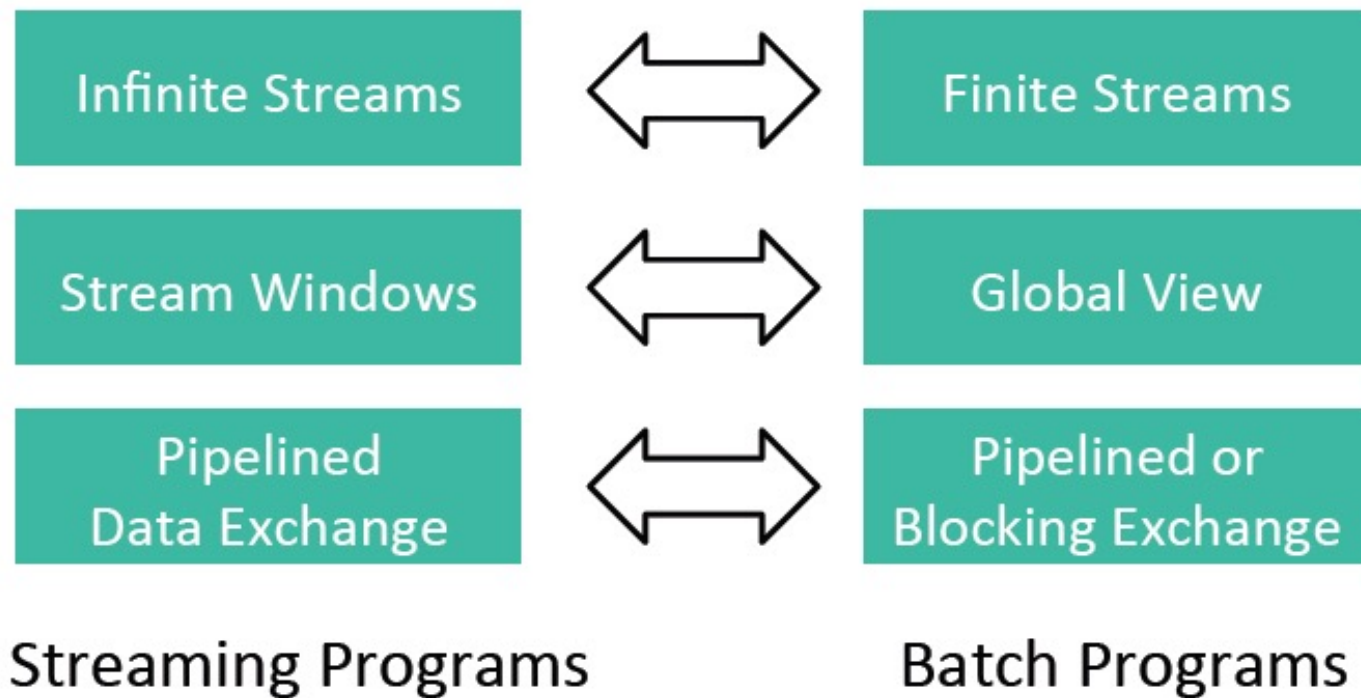 Infinite Streams
Finite Streams
Stream Windows
Global View
Pipelined
Data Exchange
Pipelined or
Blocking Exchange
Streaming Programs
Batch Programs